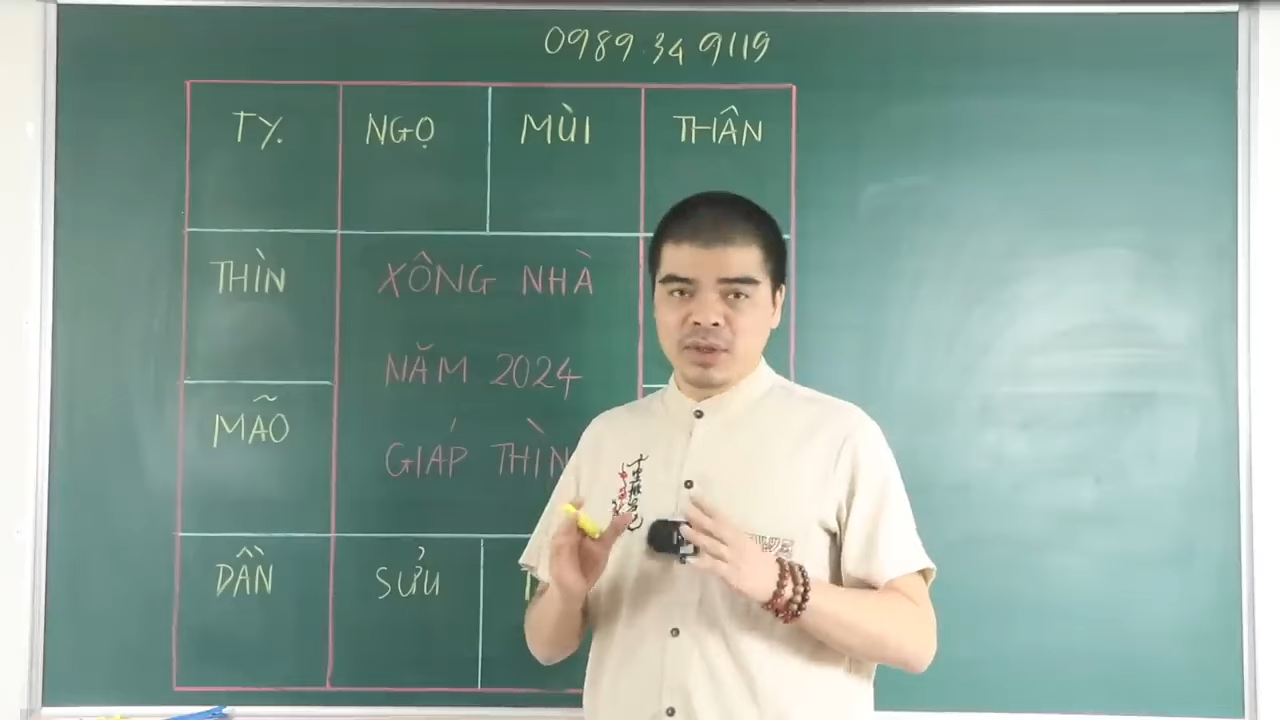 0989.34 9119
TỴ.
NGỌ
MÙI
THÂN
THÌN
XÔNG NHÀ
NĂM 2024
MÃO
GIÁP THÌN
DẦN
SỬU